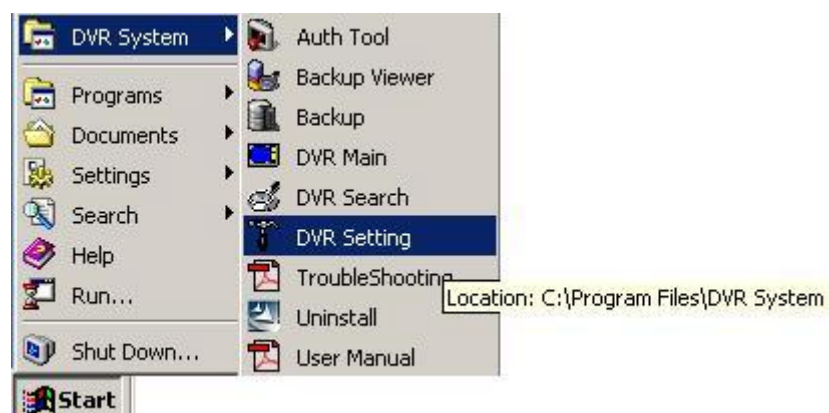 DVR System
Programs
Documents
Settings
Search
Help
Run...
Shut Down...
Start
Auth Tool
Backup Viewer
Backup
DVR Main
DVR Search
DVR Setting
TroubleShooting
Uninstall
User Manual
Location: C:\Program Files\DVR System